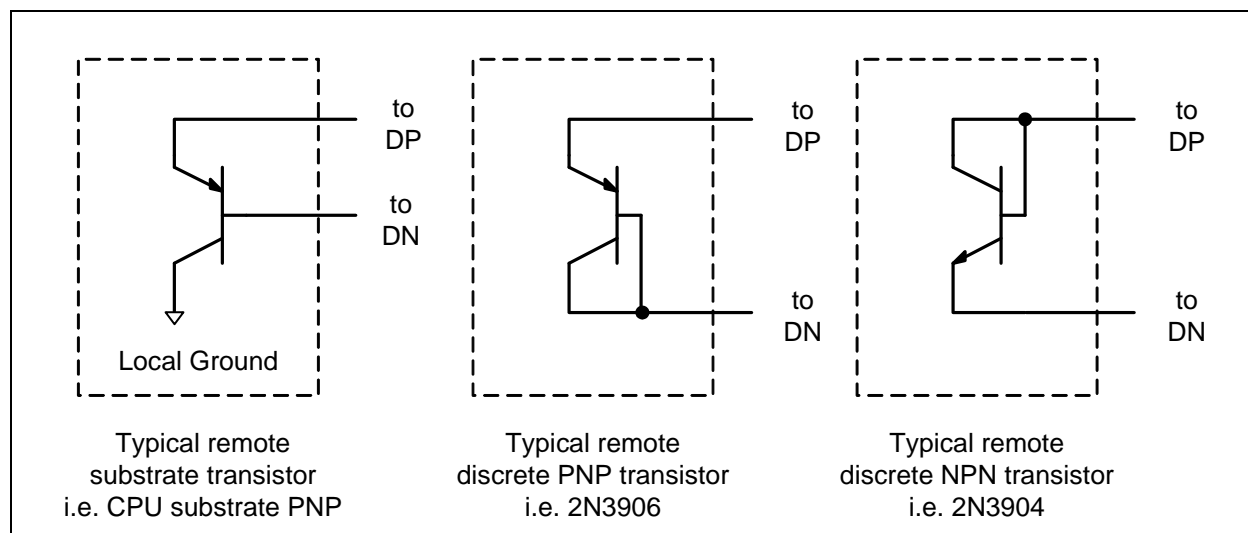 to
DP
to
DN
Local Ground
Typical remote
substrate transistor
i.e. CPU substrate PNP
to
DP
to
DN
Typical remote
discrete PNP transistor
i.e. 2N3906
to
DP
to
DN
Typical remote
discrete NPN transistor
i.e. 2N3904